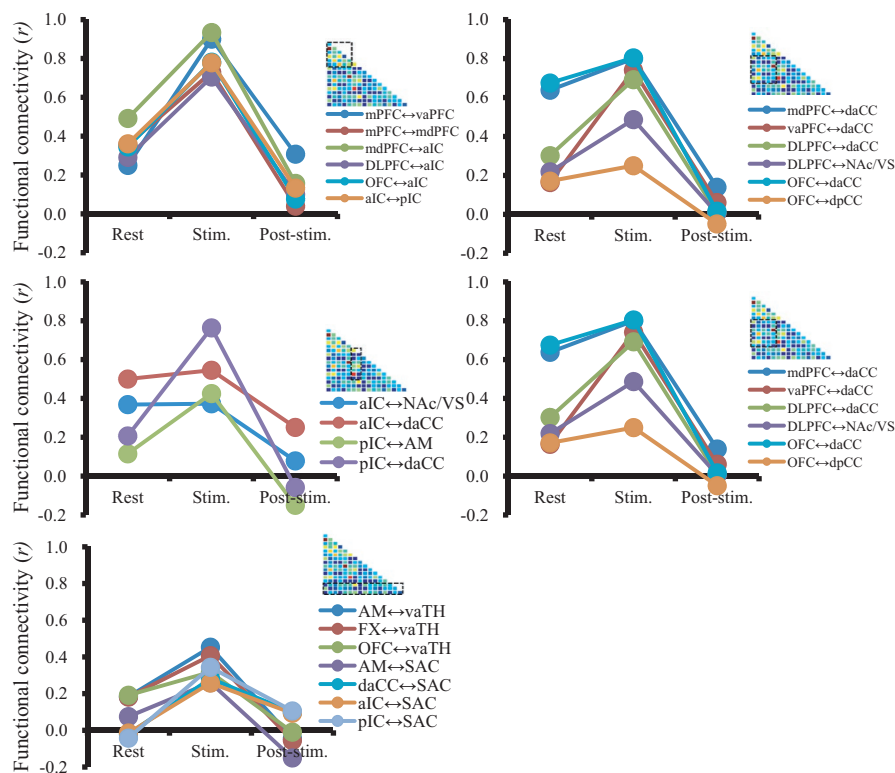 Functional connectivity (r)
1.0
0.8
0.6
0.4
0.2
0.0
-0.2
Rest
Stim.
Post-stim.
mPFC↔vaPFC
mPFC↔mdPFC
mdPFC↔aIC
DLPFC↔aIC
OFC↔aIC
aIC↔pIC
Functional connectivity (r)
1.0
0.8
0.6
0.4
0.2
0.0
-0.2
Rest
Stim.
Post-stim.
mdPFC↔daCC
vaPFC↔daCC
DLPFC↔daCC
DLPFC↔NAc/VS
OFC↔daCC
OFC↔dpCC
Functional connectivity (r)
1.0
0.8
0.6
0.4
0.2
0.0
-0.2
Rest
Stim.
Post-stim.
aIC↔NAc/VS
aIC↔daCC
pIC↔AM
pIC↔daCC
Functional connectivity (r)
1.0
0.8
0.6
0.4
0.2
0.0
-0.2
Rest
Stim.
Post-stim.
mdPFC↔daCC
vaPFC↔daCC
DLPFC↔daCC
DLPFC↔NAc/VS
OFC↔daCC
OFC↔dpCC
Functional connectivity (r)
1.0
0.8
0.6
0.4
0.2
0.0
-0.2
Rest
Stim.
Post-stim.
AM↔vaTH
FX↔vaTH
OFC↔vaTH
AM↔SAC
daCC↔SAC
aIC↔SAC
pIC↔SAC